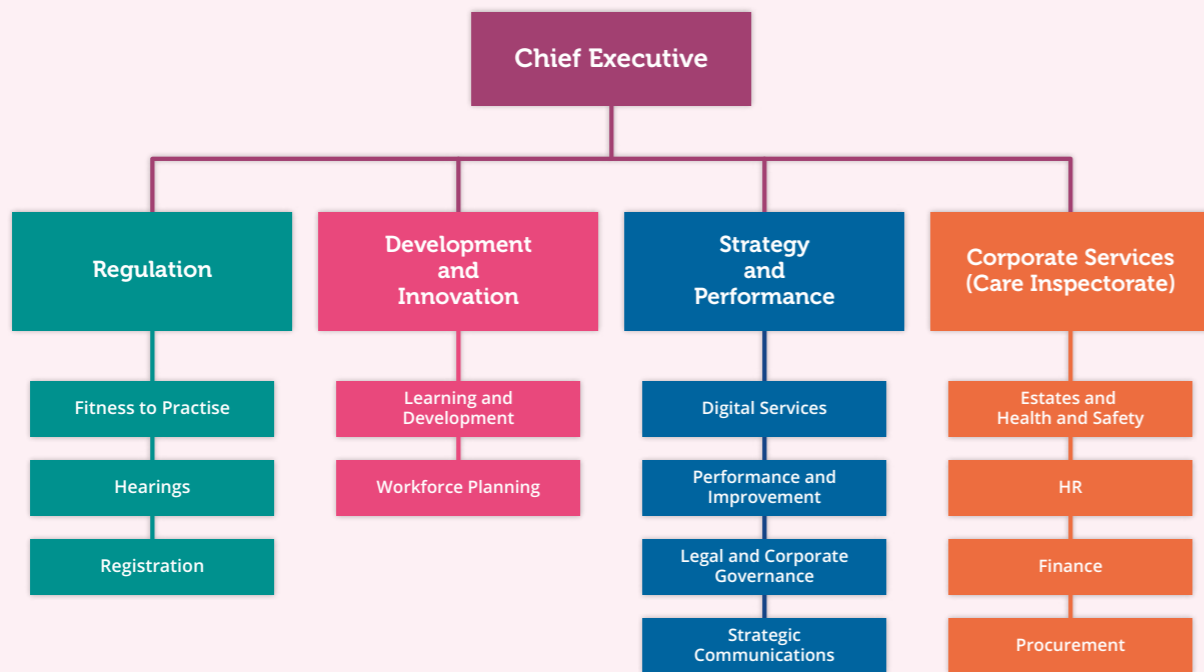 Chief Executive
Regulation
Development
and
Innovation
Strategy
and
Performance
Corporate Services
(Care Inspectorate)
Fitness to Practise
Hearings
Registration
Learning and
Development
Workforce Planning
Digital Services
Performance and
Improvement
Legal and Corporate
Governance
Strategic
Communications
Estates and
Health and Safety
HR
Finance
Procurement